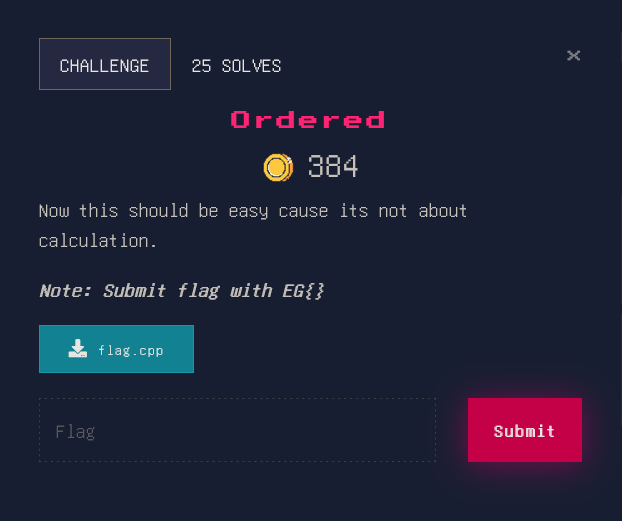 CHALLENGE
25 SOLVES
×
Ordered
384
Now this should be easy cause its not about
calculation.
Note: Submit flag with EG{}
flag.cpp
Flag
Submit